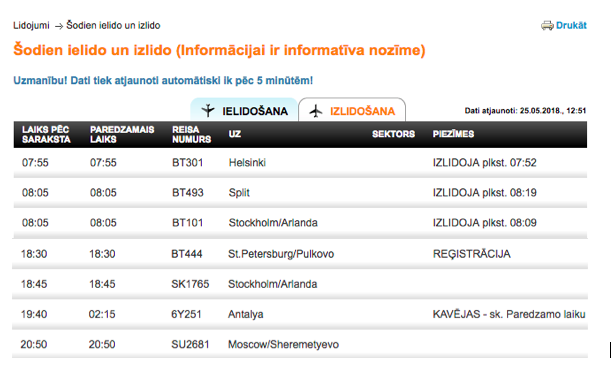 Lidojumi → Šodien ielido un izlido
Drukāt
Šodien ielido un izlido (Informācijai ir informatīva nozīme)
Uzmanību! Dati tiek atjaunoti automātiski ik pēc 5 minūtēm!
IELIDOŠANA IZLIDOŠANA Dati atjaunoti: 25.05.2018., 12:51
LAIKS PĒC SARAKSTA PAREDZAMAIS LAIKS REISA NUMURS UZ SEKTORS PIEZĪMES
07:55 07:55 BT301 Helsinki IZLIDOJA plkst. 07:52
08:05 08:05 BT493 Split IZLIDOJA plkst. 08:19
08:05 08:05 BT101 Stockholm/Arlanda IZLIDOJA plkst. 08:09
18:30 18:30 BT444 St.Petersburg/Pulkovo REĢISTRĀCIJA
18:45 18:45 SK1765 Stockholm/Arlanda
19:40 02:15 6Y251 Antalya KAVĒJAS - sk. Paredzamo laiku
20:50 20:50 SU2681 Moscow/Sheremetyevo